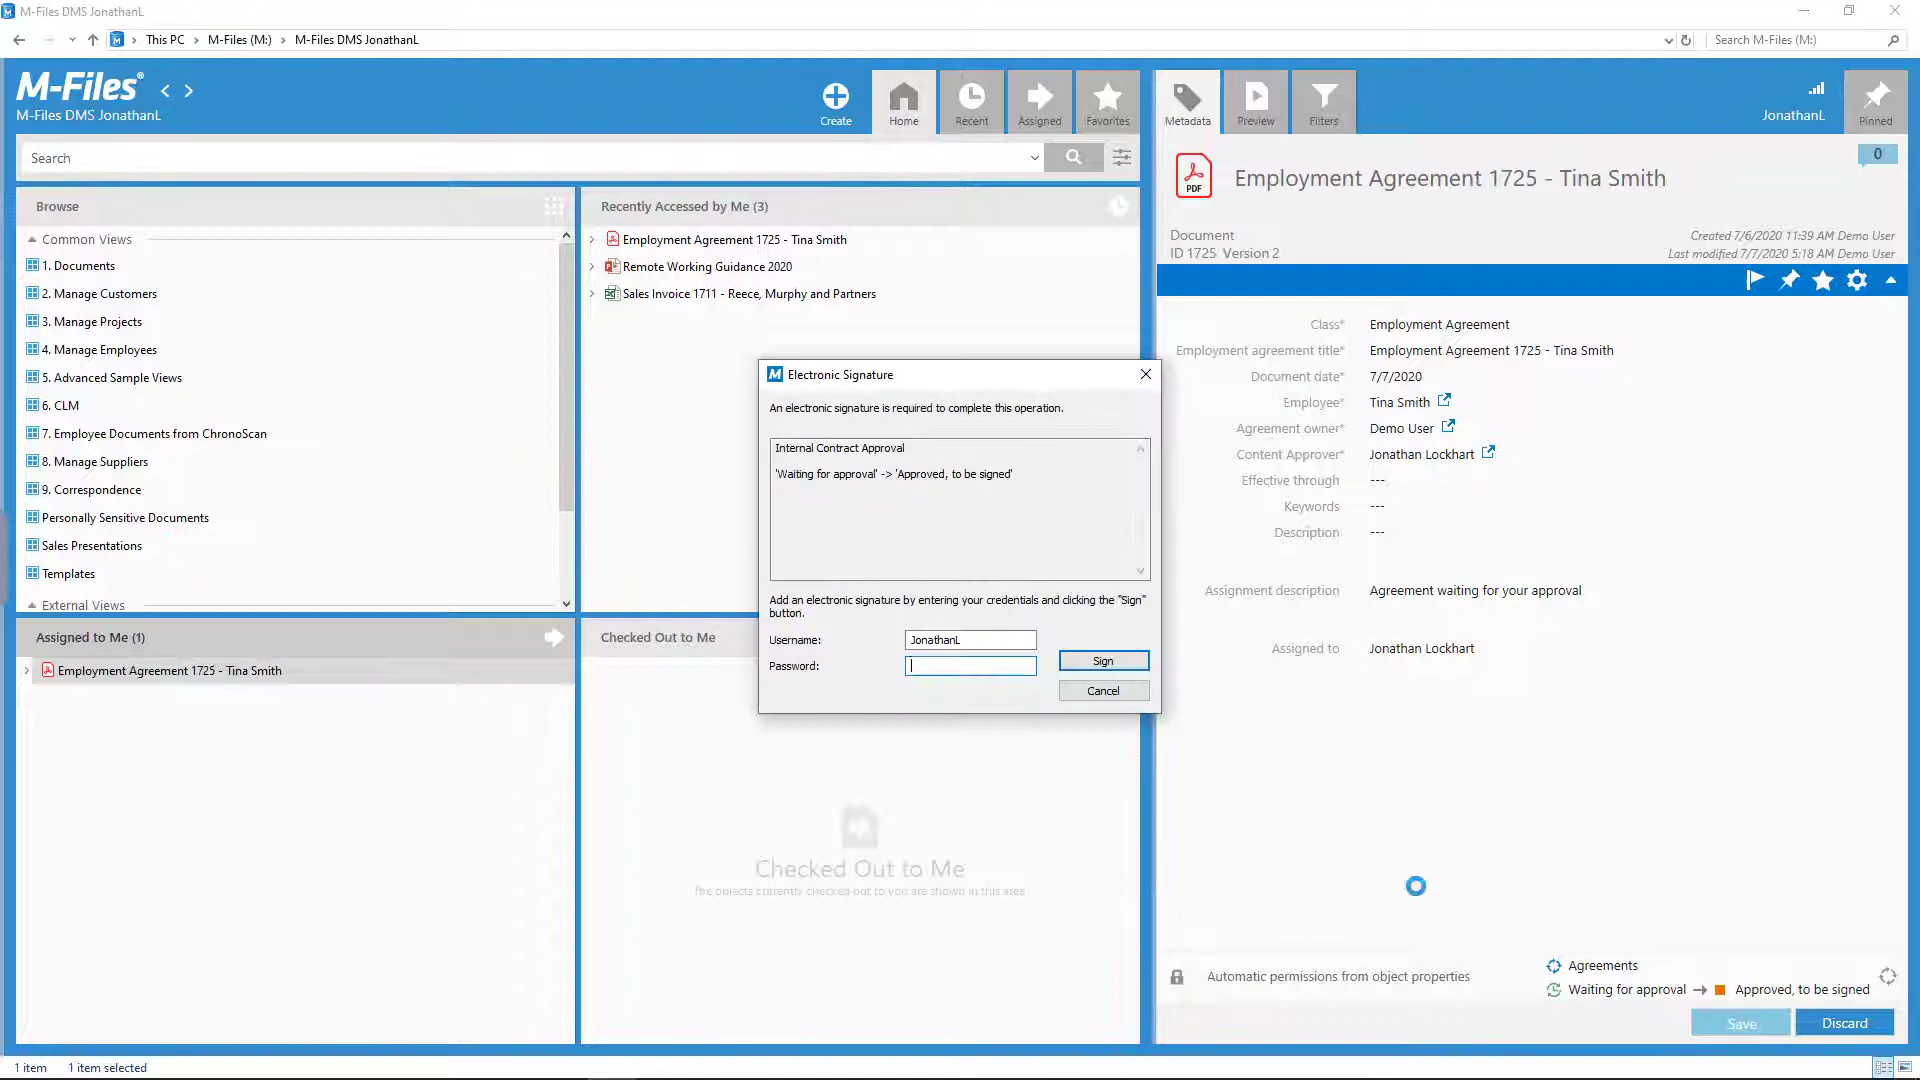 M-Files DMS JonathanL
This PC
M-Files (M:)
M-Files DMS JonathanL
Search M-Files (M:)
M-Files®
M-Files DMS JonathanL
Create
Home
Recent
Assigned
Favorites
Metadata
Preview
Filters
JonathanL
Pinned
Search
PDF
Employment Agreement 1725 - Tina Smith
0
Document
ID 1725 Version 2
Created 7/6/2020 11:39 AM Demo User
Last modified 7/7/2020 5:18 AM Demo User
Browse
Common Views
1. Documents
2. Manage Customers
3. Manage Projects
4. Manage Employees
5. Advanced Sample Views
6. CLM
7. Employee Documents from ChronoScan
8. Manage Suppliers
9. Correspondence
Personally Sensitive Documents
Sales Presentations
Templates
External Views
Recently Accessed by Me (3)
Employment Agreement 1725 - Tina Smith
Remote Working Guidance 2020
Sales Invoice 1711 - Reece, Murphy and Partners
Electronic Signature
An electronic signature is required to complete this operation.
Internal Contract Approval
'Waiting for approval' -> 'Approved, to be signed'
Add an electronic signature by entering your credentials and clicking the "Sign"
button.
Username:
JonathanL
Password:
Sign
Cancel
Class*
Employment Agreement
Employment agreement title*
Employment Agreement 1725 - Tina Smith
Document date*
7/7/2020
Employee*
Tina Smith
Agreement owner*
Demo User
Content Approver*
Jonathan Lockhart
Effective through
---
Keywords
---
Description
---
Assignment description
Agreement waiting for your approval
Assigned to
Jonathan Lockhart
Assigned to Me (1)
Employment Agreement 1725 - Tina Smith
Checked Out to Me
Checked Out to Me
The objects currently checked out to you are shown in this area
Automatic permissions from object properties
Agreements
Waiting for approval
Approved, to be signed
Save
Discard
1 item
1 item selected